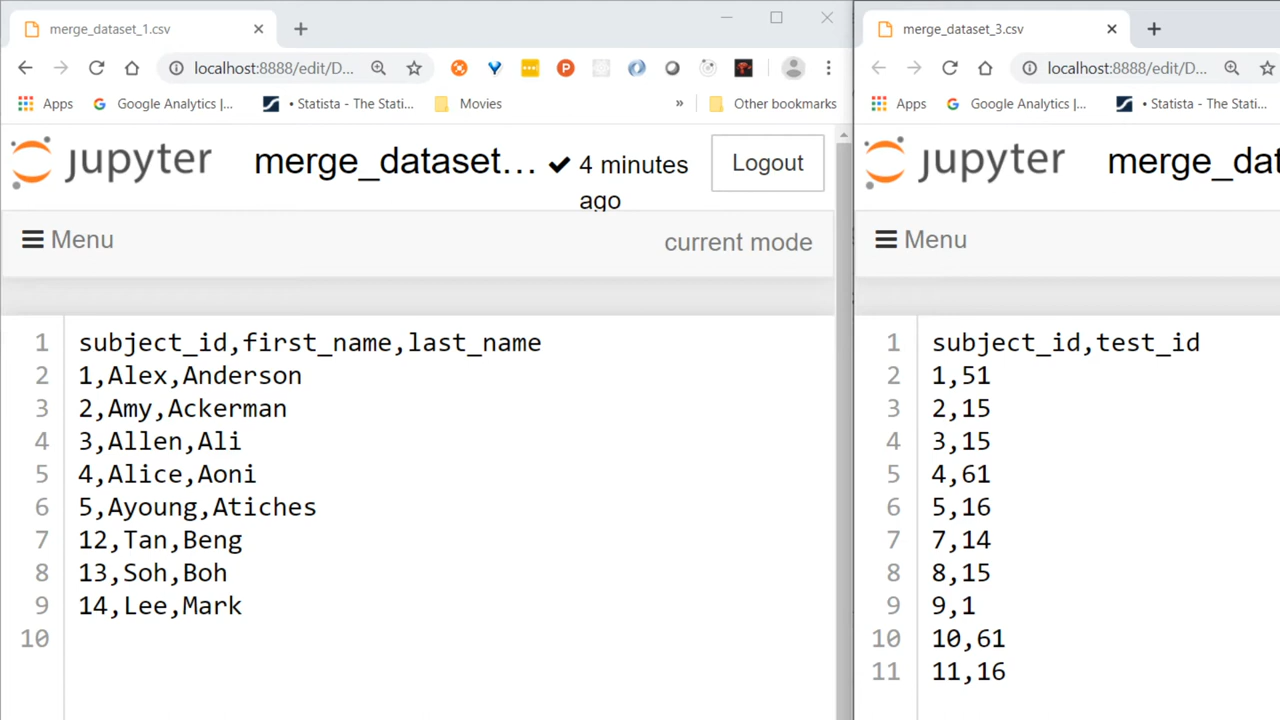 merge_dataset_1.csv
localhost:8888/edit/D...
Apps
Google Analytics |...
• Statista - The Stati...
Movies
»
Other bookmarks
jupyter
merge_dataset...
4 minutes
ago
Logout
Menu
current mode
1 subject_id,first_name,last_name
2 1,Alex,Anderson
3 2,Amy,Ackerman
4 3,Allen,Ali
5 4,Alice,Aoni
6 5,Ayoung,Atiches
7 12,Tan,Beng
8 13,Soh,Boh
9 14,Lee,Mark
10
merge_dataset_3.csv
localhost:8888/edit/D...
Apps
Google Analytics |...
• Statista - The Stati...
jupyter
merge_dat
Menu
1 subject_id,test_id
2 1,51
3 2,15
4 3,15
5 4,61
6 5,16
7 7,14
8 8,15
9 9,1
10 10,61
11 11,16